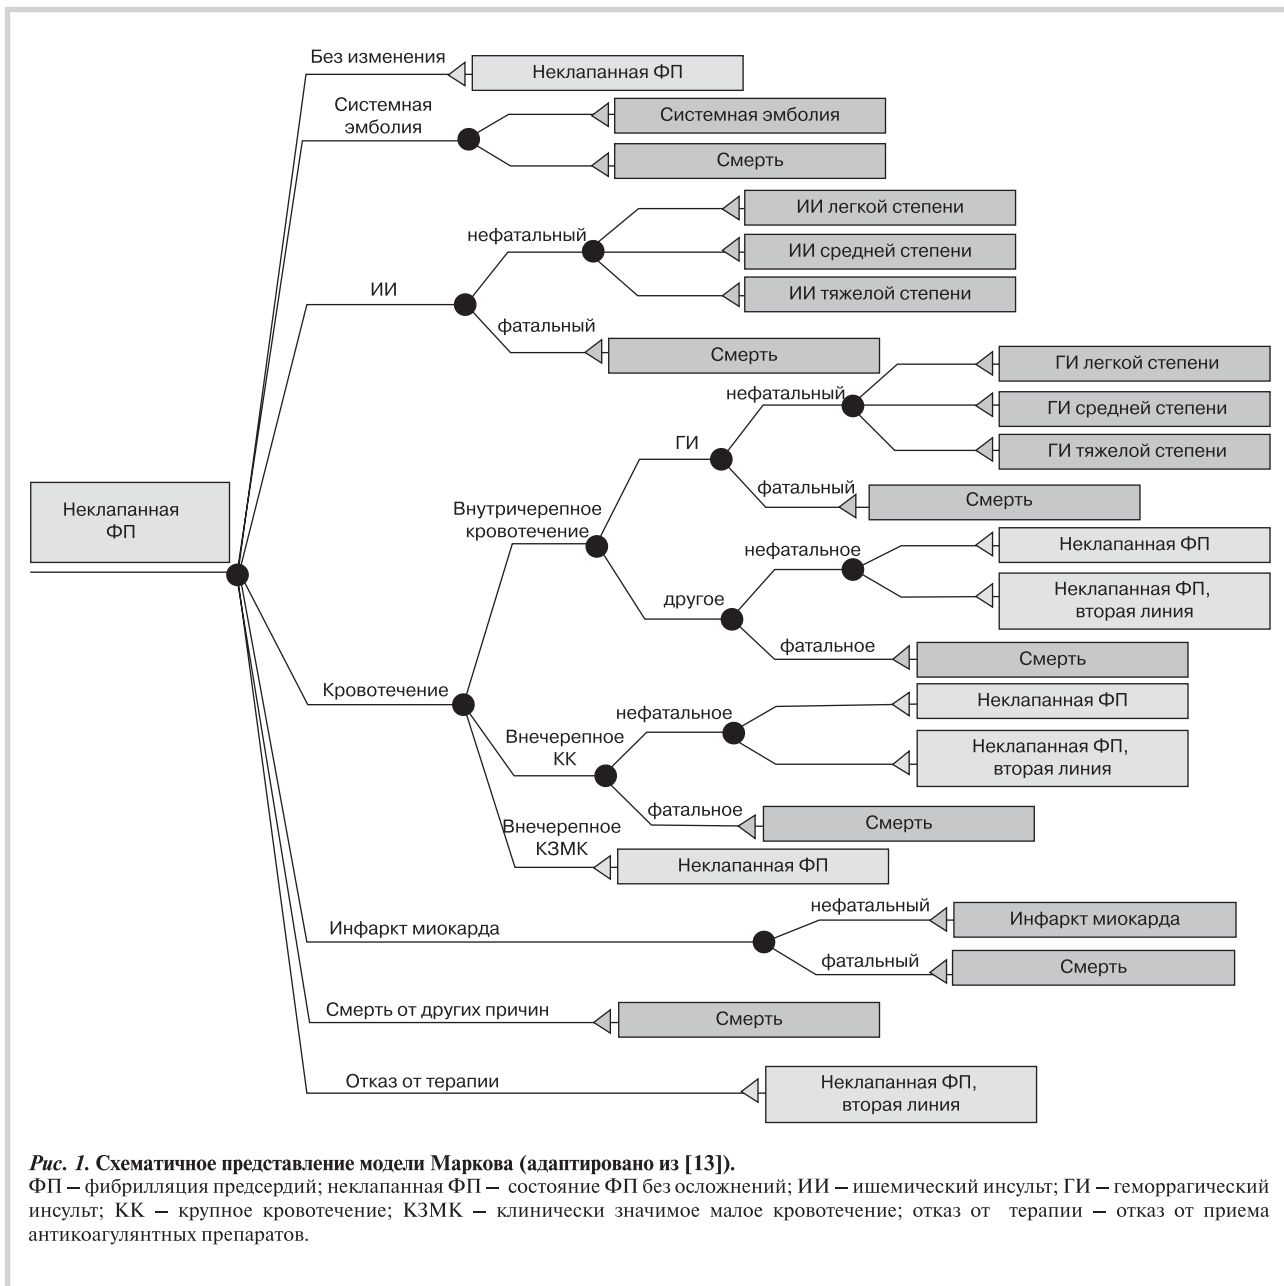 Без изменения
Неклапанная ФП
Системная
эмболия
Системная эмболия
Смерть
ИИ
нефатальный
ИИ легкой степени
ИИ средней степени
ИИ тяжелой степени
фатальный
Смерть
Неклапанная
ФП
Кровотечение
Внутричерепное
кровотечение
ГИ
нефатальный
ГИ легкой степени
ГИ средней степени
ГИ тяжелой степени
фатальный
Смерть
другое
нефатальное
Неклапанная ФП
Неклапанная ФП,
вторая линия
фатальное
Смерть
Внечерепное
КК
нефатальное
Неклапанная ФП
Неклапанная ФП,
вторая линия
фатальное
Смерть
Внечерепное
КЗМК
Неклапанная ФП
Инфаркт миокарда
нефатальный
Инфаркт миокарда
фатальный
Смерть
Смерть от других причин
Смерть
Отказ от терапии
Неклапанная ФП,
вторая линия
Рис. 1. Схематичное представление модели Маркова (адаптировано из [13]).
ФП – фибрилляция предсердий; неклапанная ФП – состояние ФП без осложнений; ИИ – ишемический инсульт; ГИ – геморрагический
инсульт; КК – крупное кровотечение; КЗМК – клинически значимое малое кровотечение; отказ от терапии – отказ от приема
антикоагулянтных препаратов.